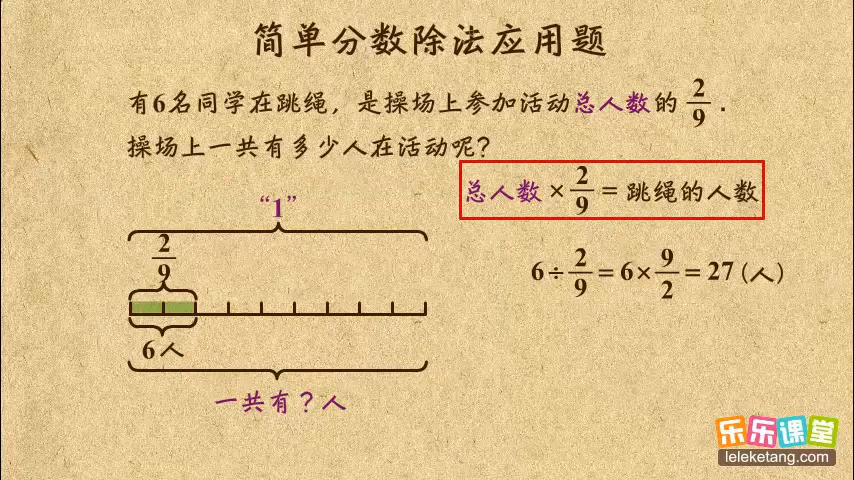 简单分数除法应用题
有6名同学在跳绳，是操场上参加活动总人数的 2/9 .
操场上一共有多少人在活动呢?
总人数 × 2/9 = 跳绳的人数
“1”
2/9
6 ÷ 2/9 = 6 × 9/2 = 27 (人)
6人
一共有？人
乐乐课堂
leleketang.com